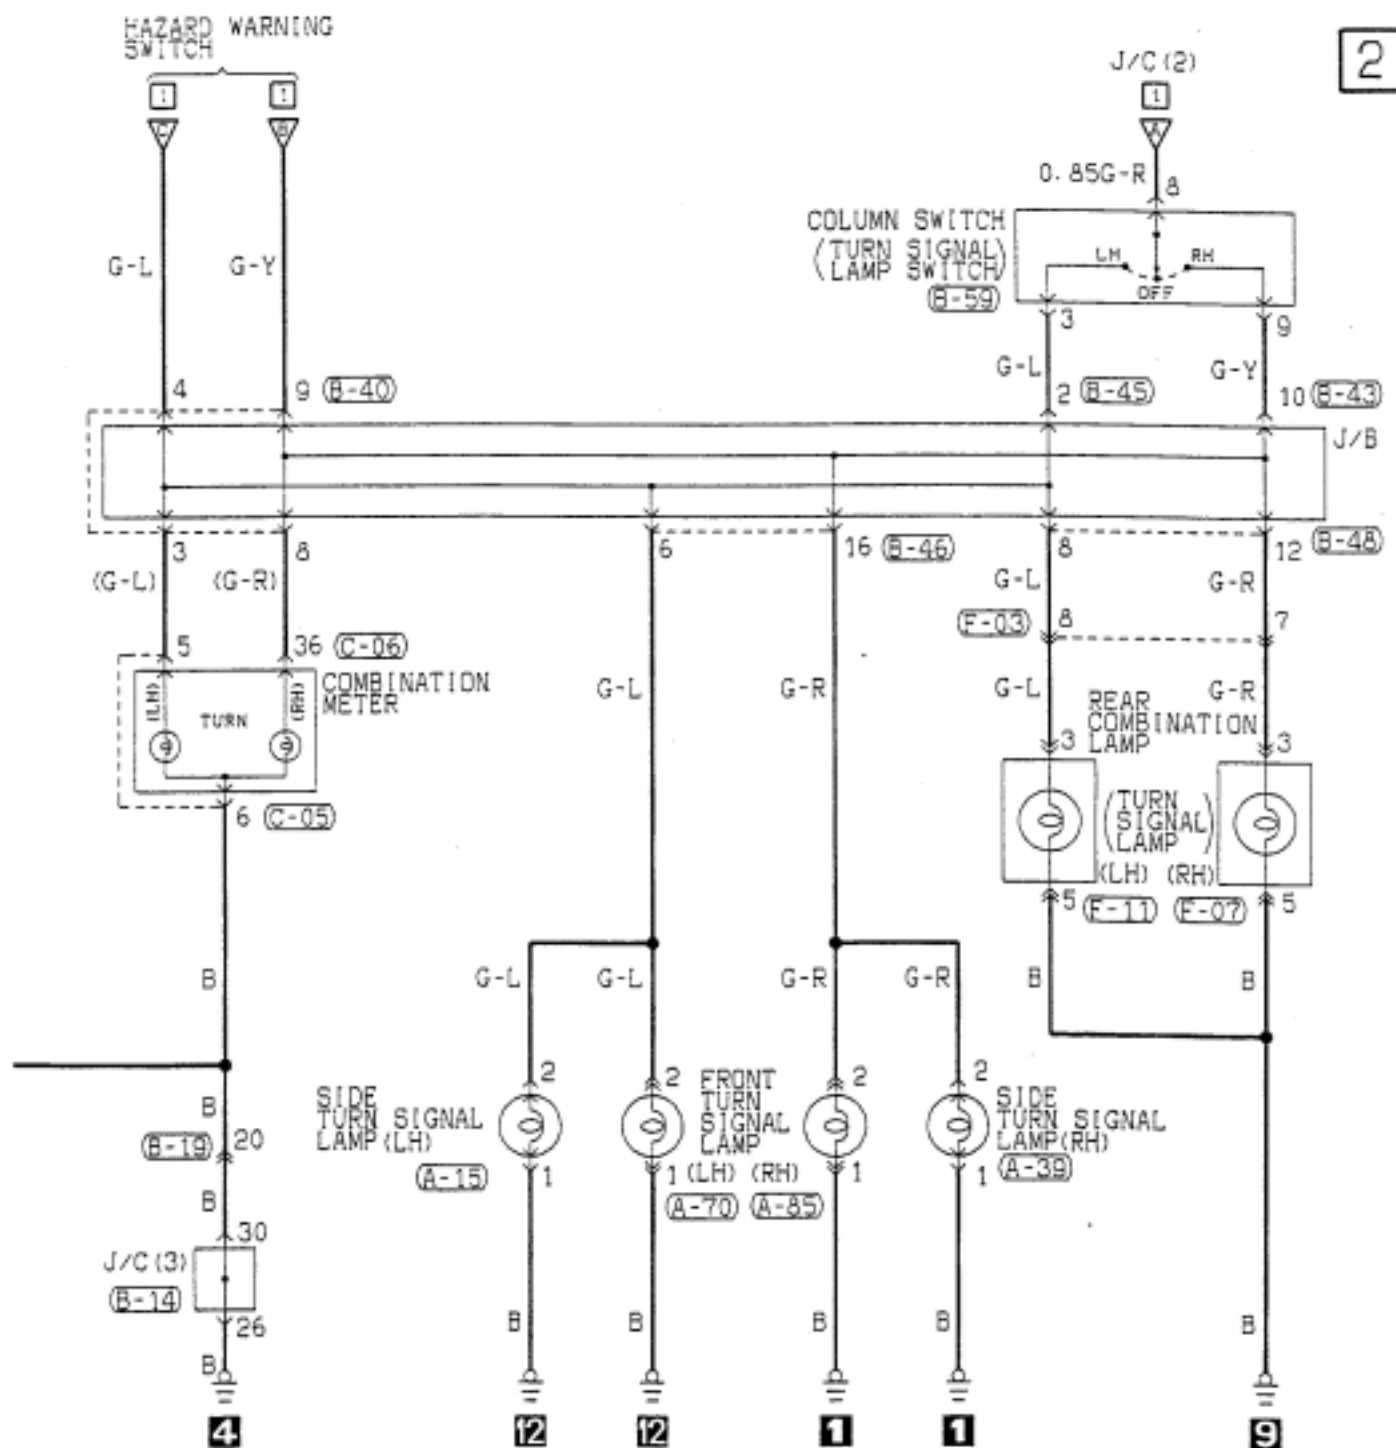 HAZARD WARNING
SWITCH
2
J/C(2)
1
1
1
C
B
A
0.85G-R
8
COLUMN SWITCH
(TURN SIGNAL
LAMP SWITCH)
LH
RH
OFF
B-59
G-L
G-Y
3
9
G-L
G-Y
4
9
B-40
2
B-45
10
B-43
J/B
3
8
6
16
B-46
8
12
B-48
(G-L)
(G-R)
G-L
G-R
F-03
8
7
5
36
C-06
(LH)
TURN
(RH)
COMBINATION
METER
G-L
G-R
G-L
G-R
REAR
COMBINATION
LAMP
3
3
6
C-05
(TURN
SIGNAL
LAMP)
(LH)
(RH)
5
F-11
F-07
5
B
G-L
G-L
G-R
G-R
B
B
B
2
2
2
2
SIDE
TURN SIGNAL
LAMP(LH)
FRONT
TURN
SIGNAL
LAMP
SIDE
TURN SIGNAL
LAMP(RH)
B-19
20
A-15
1
1
(LH)
(RH)
1
1
A-39
A-70
A-85
B
30
J/C(3)
B-14
26
B
B
B
B
B
B
4
12
12
1
1
9